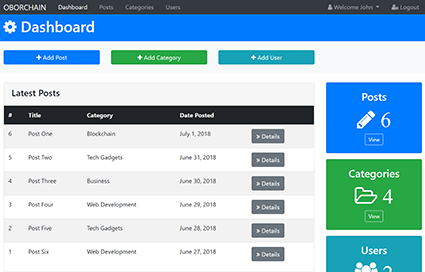 OBORCHAIN Dashboard Posts Categories Users Welcome John Logout
Dashboard
+ Add Post + Add Category + Add User
Latest Posts
# Title Category Date Posted
6 Post One Blockchain July 1, 2018 » Details
5 Post Two Tech Gadgets June 31, 2018 » Details
4 Post Three Business June 30, 2018 » Details
3 Post Four Web Development June 29, 2018 » Details
2 Post Five Tech Gadgets June 28, 2018 » Details
1 Post Six Web Development June 27, 2018 » Details
Posts
6
View
Categories
4
View
Users